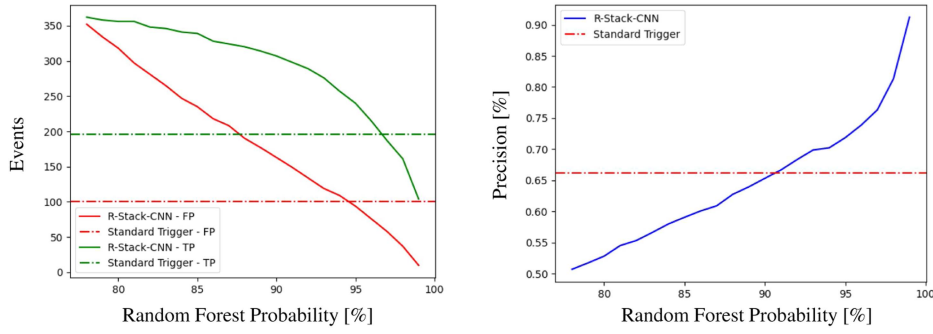 350
300
250
200
150
100
50
0
Events
R-Stack-CNN - FP
Standard Trigger - FP
R-Stack-CNN - TP
Standard Trigger - TP
80
85
90
95
100
Random Forest Probability [%]
0.90
0.85
0.80
0.75
0.70
0.65
0.60
0.55
0.50
Precision [%]
R-Stack-CNN
Standard Trigger
80
85
90
95
100
Random Forest Probability [%]